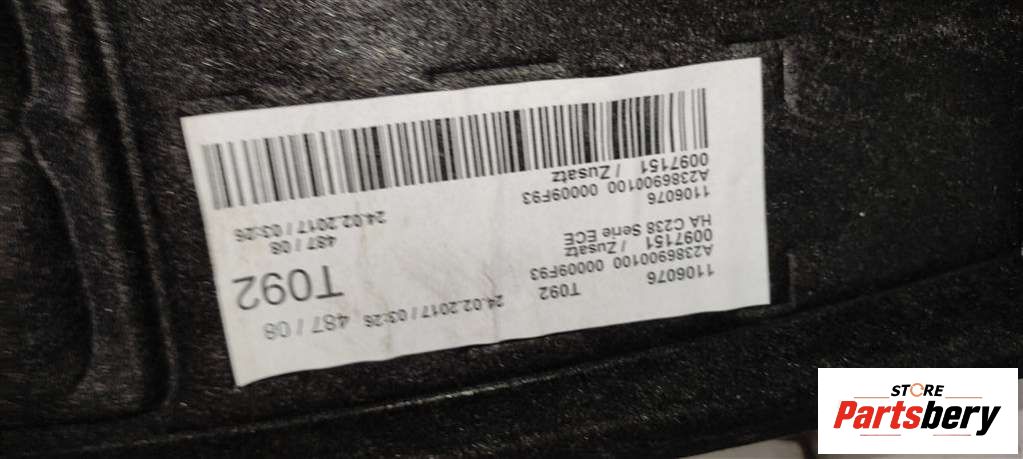 1106076 T092 24.02.2017 / 03:26 487 / 08
A2386900100 00009F93
0097151 / Zusatz
HA C238 Serie ECE
T092
487 / 08
1106076 24.02.2017 / 03:26
A2386900100 00009F93
0097151 / Zusatz
STORE
Partsbery